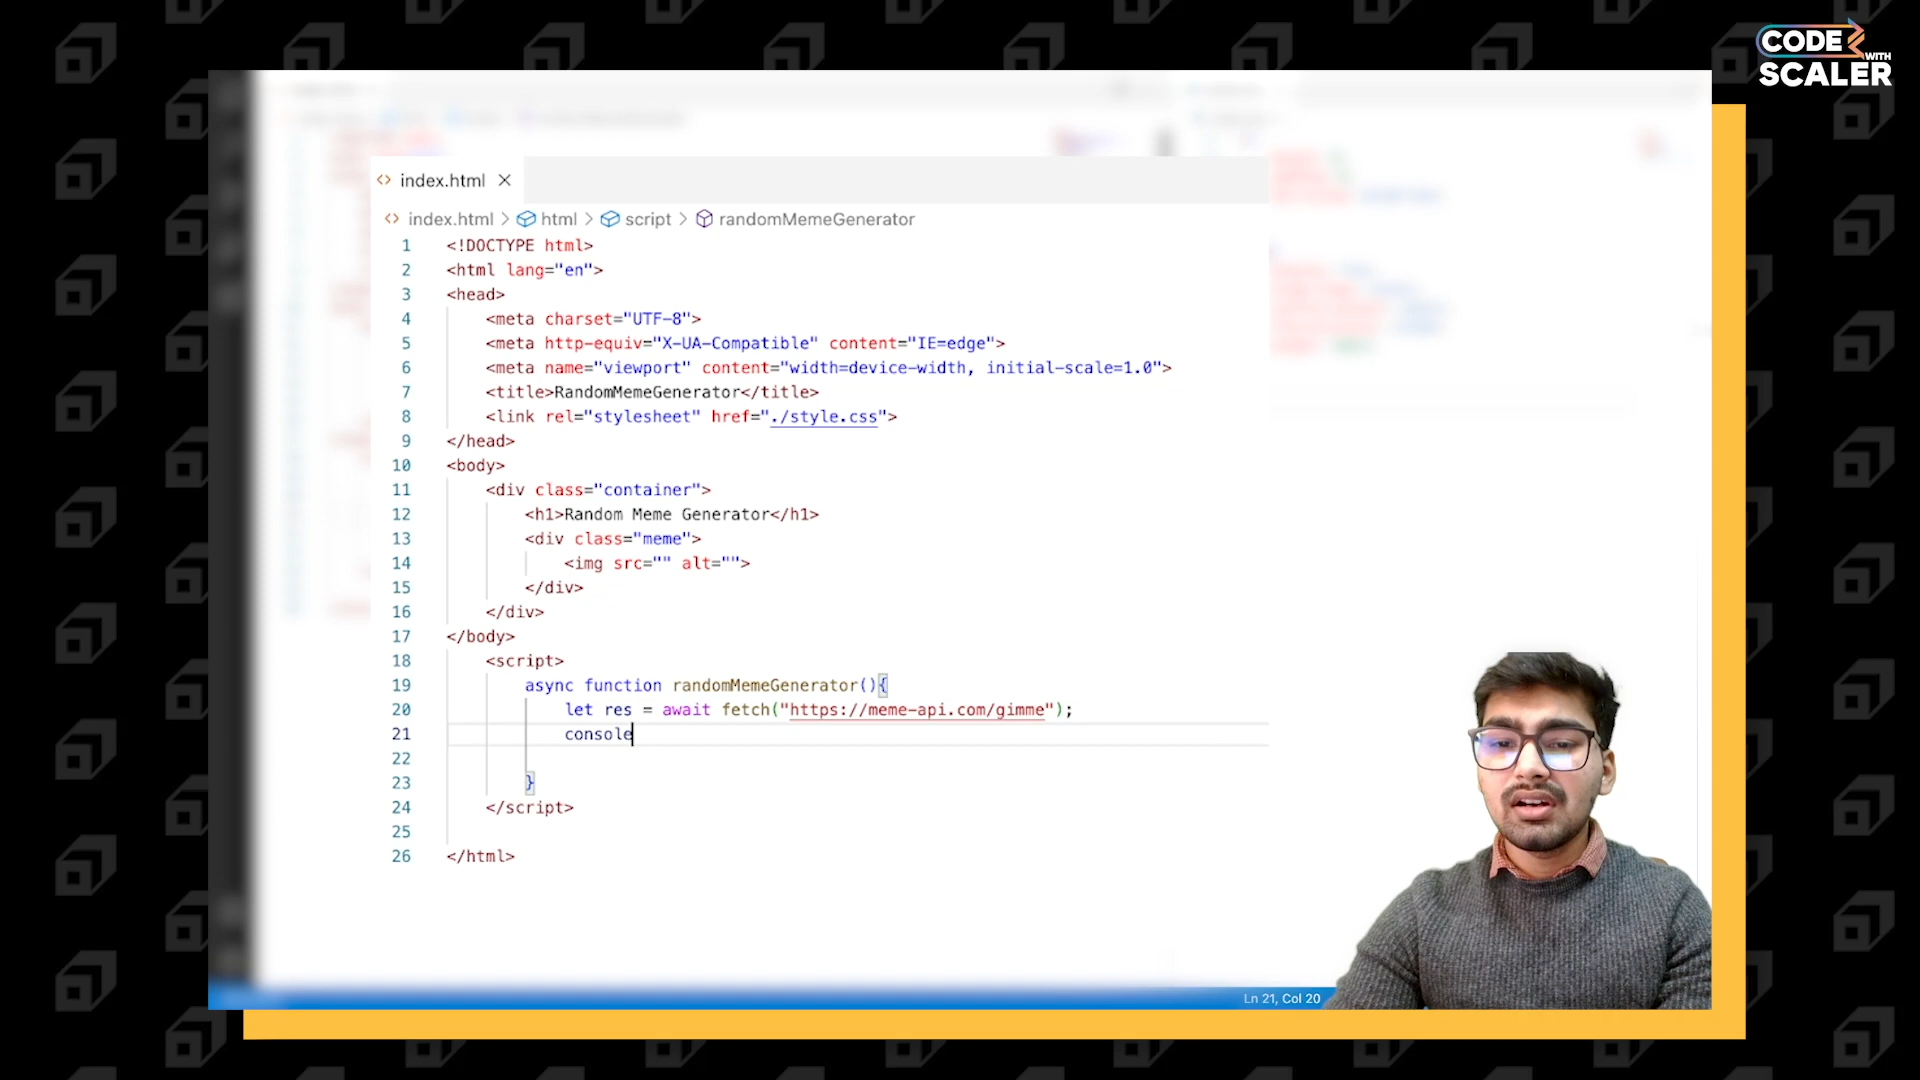 CODE WITH
SCALER
index.html
index.html > html > script > randomMemeGenerator
1 <!DOCTYPE html>
2 <html lang="en">
3 <head>
4 <meta charset="UTF-8">
5 <meta http-equiv="X-UA-Compatible" content="IE=edge">
6 <meta name="viewport" content="width=device-width, initial-scale=1.0">
7 <title>RandomMemeGenerator</title>
8 <link rel="stylesheet" href="./style.css">
9 </head>
10 <body>
11 <div class="container">
12 <h1>Random Meme Generator</h1>
13 <div class="meme">
14 <img src="" alt="">
15 </div>
16 </div>
17 </body>
18 <script>
19 async function randomMemeGenerator(){
20 let res = await fetch("https://meme-api.com/gimme");
21 console
22
23 }
24 </script>
25
26 </html>
Ln 21, Col 20